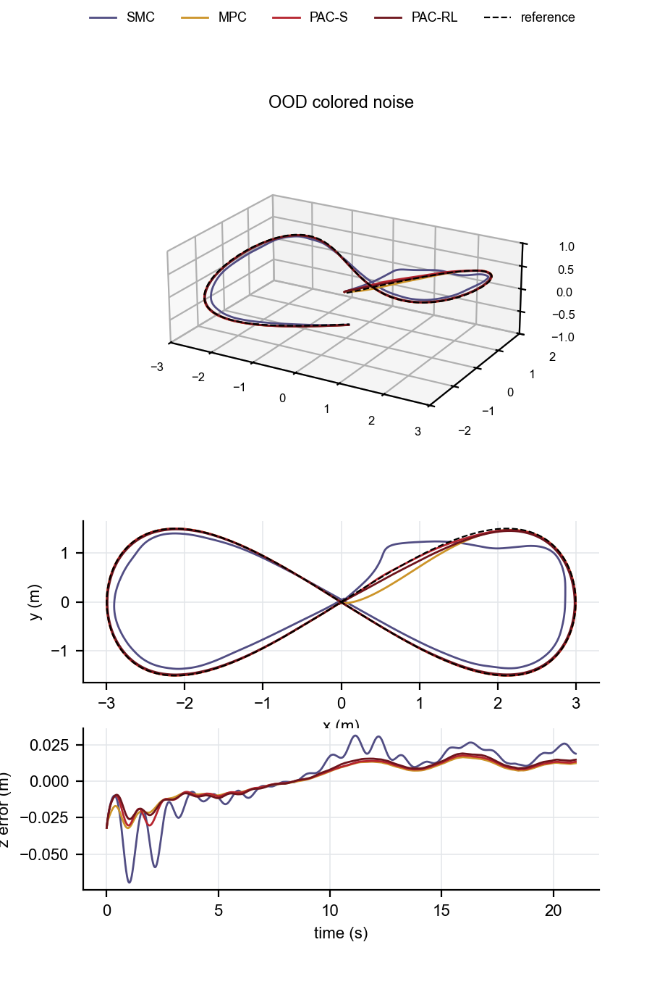 SMC MPC PAC-S PAC-RL reference
OOD colored noise
1.0
0.5
0.0
−0.5
−1.0
−3 −2 −1 0 1 2 3
−2 −1 0 1 2
y (m)
1
0
−1
−3 −2 −1 0 1 2 3
x (m)
z error (m)
0.025
0.000
−0.025
−0.050
0 5 10 15 20
time (s)